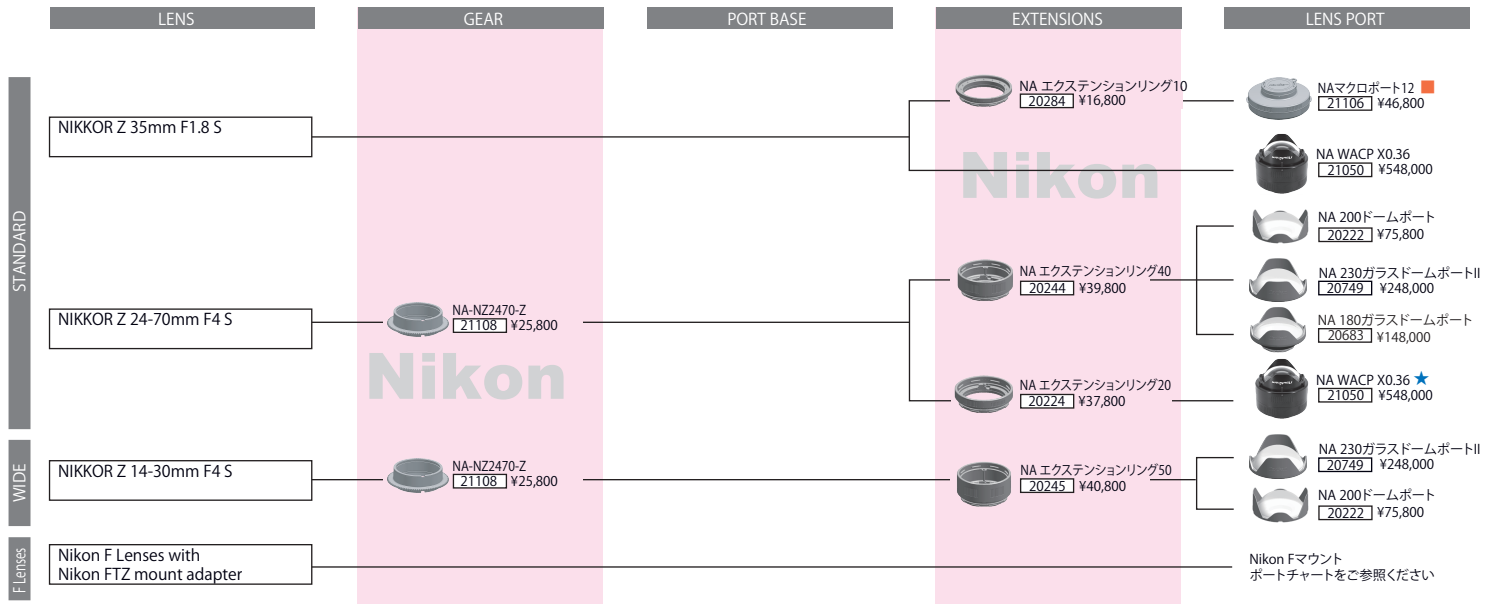 LENS
GEAR
PORT BASE
EXTENSIONS
LENS PORT
STANDARD
NIKKOR Z 35mm F1.8 S
NA エクステンションリング10
20284 ¥16,800
NAマクロポート12
21106 ¥46,800
NA WACP X0.36
21050 ¥548,000
Nikon
NIKKOR Z 24-70mm F4 S
NA-NZ2470-Z
21108 ¥25,800
Nikon
NA エクステンションリング40
20244 ¥39,800
NA 200ドームポート
20222 ¥75,800
NA 230ガラスドームポートII
20749 ¥248,000
NA 180ガラスドームポート
20683 ¥148,000
NA エクステンションリング20
20224 ¥37,800
NA WACP X0.36 ★
21050 ¥548,000
WIDE
NIKKOR Z 14-30mm F4 S
NA-NZ2470-Z
21108 ¥25,800
NA エクステンションリング50
20245 ¥40,800
NA 230ガラスドームポートII
20749 ¥248,000
NA 200ドームポート
20222 ¥75,800
F Lenses
Nikon F Lenses with
Nikon FTZ mount adapter
Nikon Fマウント
ポートチャートをご参照ください